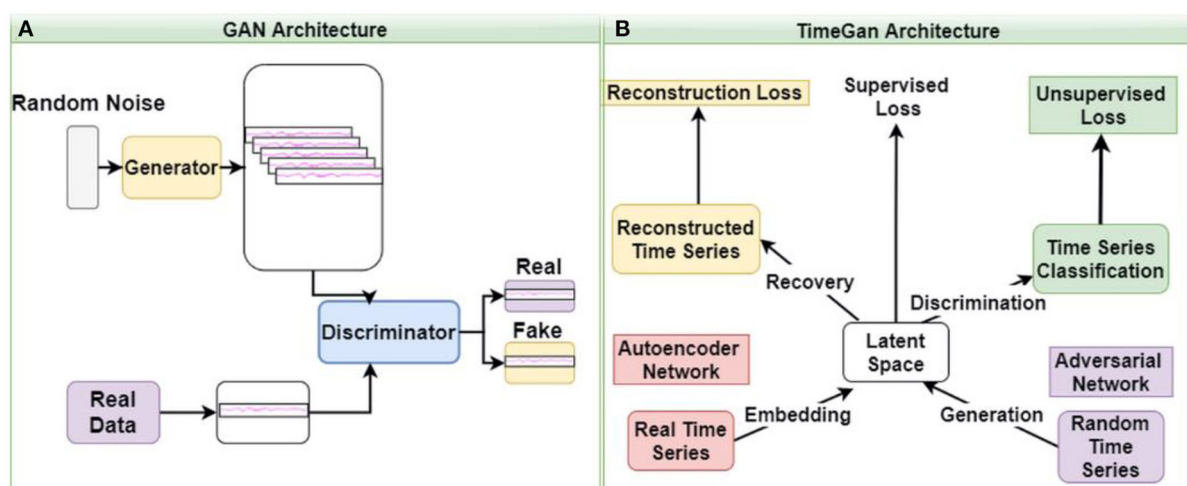 A
GAN Architecture
Random Noise
Generator
Real
Discriminator
Fake
Real
Data
B
TimeGan Architecture
Reconstruction Loss
Supervised
Loss
Unsupervised
Loss
Reconstructed
Time Series
Time Series
Classification
Recovery
Discrimination
Latent
Space
Autoencoder
Network
Adversarial
Network
Embedding
Generation
Real Time
Series
Random
Time
Series